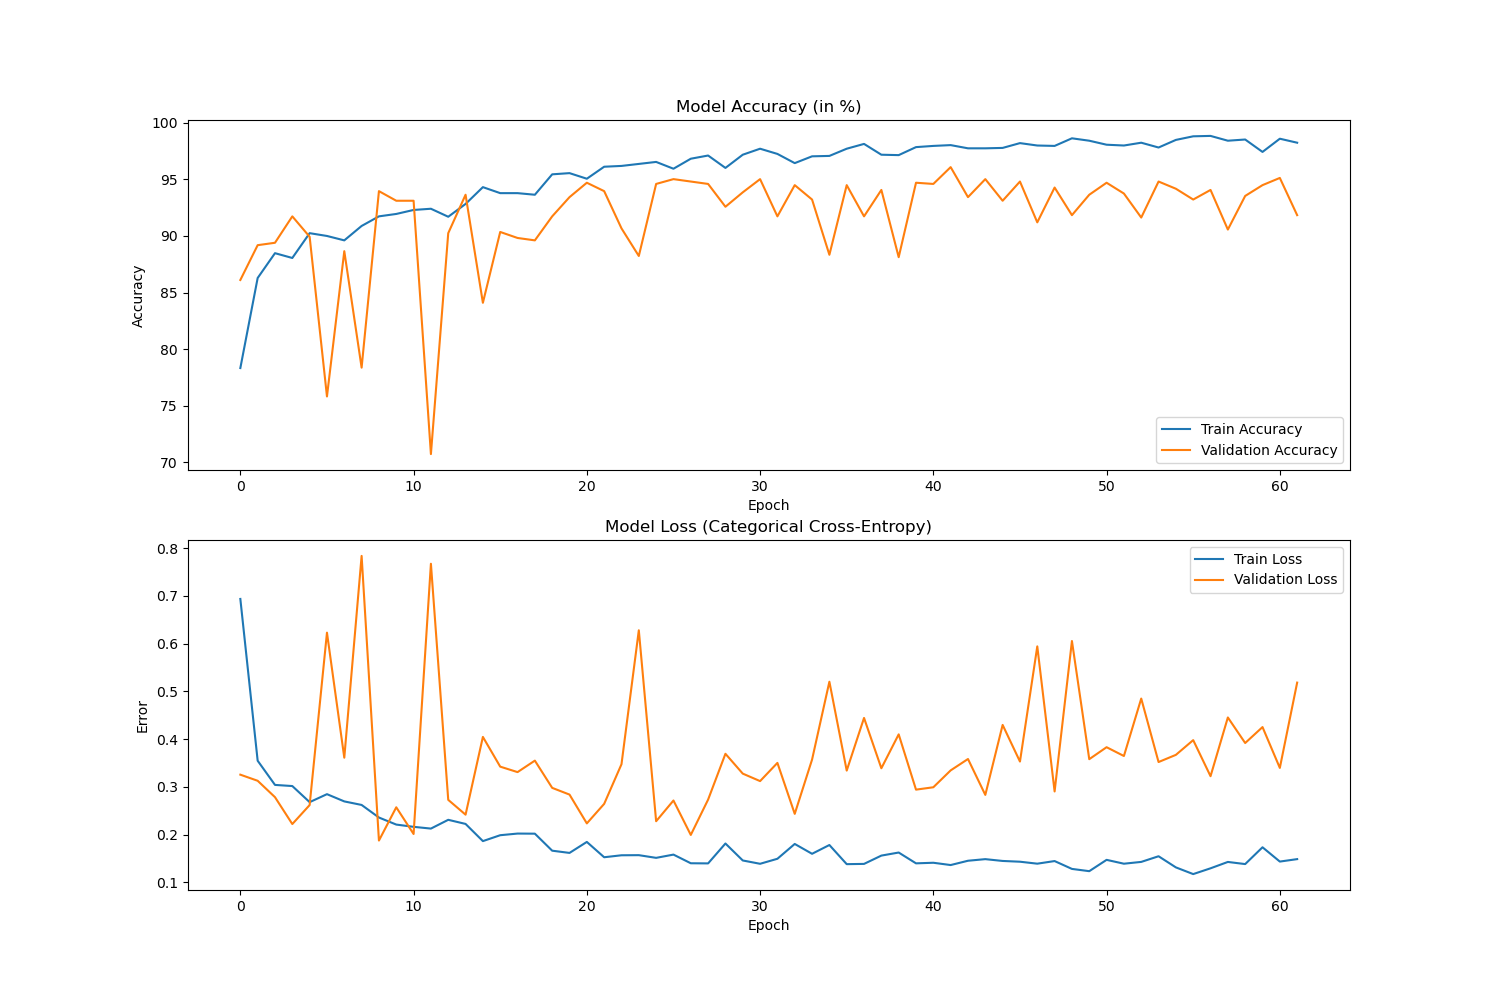 Model Accuracy (in %)
100
95
90
85
80
75
70
Accuracy
Train Accuracy
Validation Accuracy
0 10 20 30 40 50 60
Epoch
Model Loss (Categorical Cross-Entropy)
0.8
0.7
0.6
0.5
0.4
0.3
0.2
0.1
Error
Train Loss
Validation Loss
0 10 20 30 40 50 60
Epoch